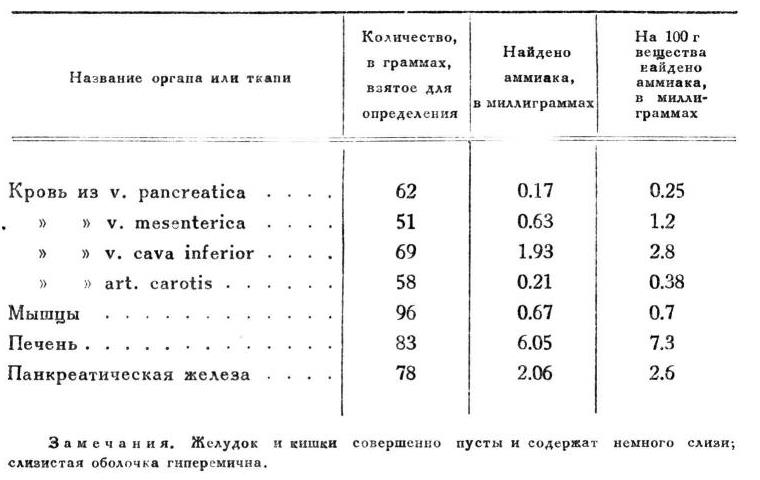 Название органа или ткани | Количество, в граммах, взятое для определения | Найдено аммиака, в миллиграммах | На 100 г вещества найдено аммиака, в миллиграммах
Кровь из v. pancreatica . . . . 62 0.17 0.25
» » v. mesenterica . . . . 51 0.63 1.2
» » v. cava inferior . . . . 69 1.93 2.8
» » art. carotis . . . . . . 58 0.21 0.38
Мышцы . . . . . . . . . . . . 96 0.67 0.7
Печень . . . . . . . . . . . . . 83 6.05 7.3
Панкреатическая железа . . . . 78 2.06 2.6
Замечания. Желудок и кишки совершенно пусты и содержат немного слизи;
слизистая оболочка гиперемична.